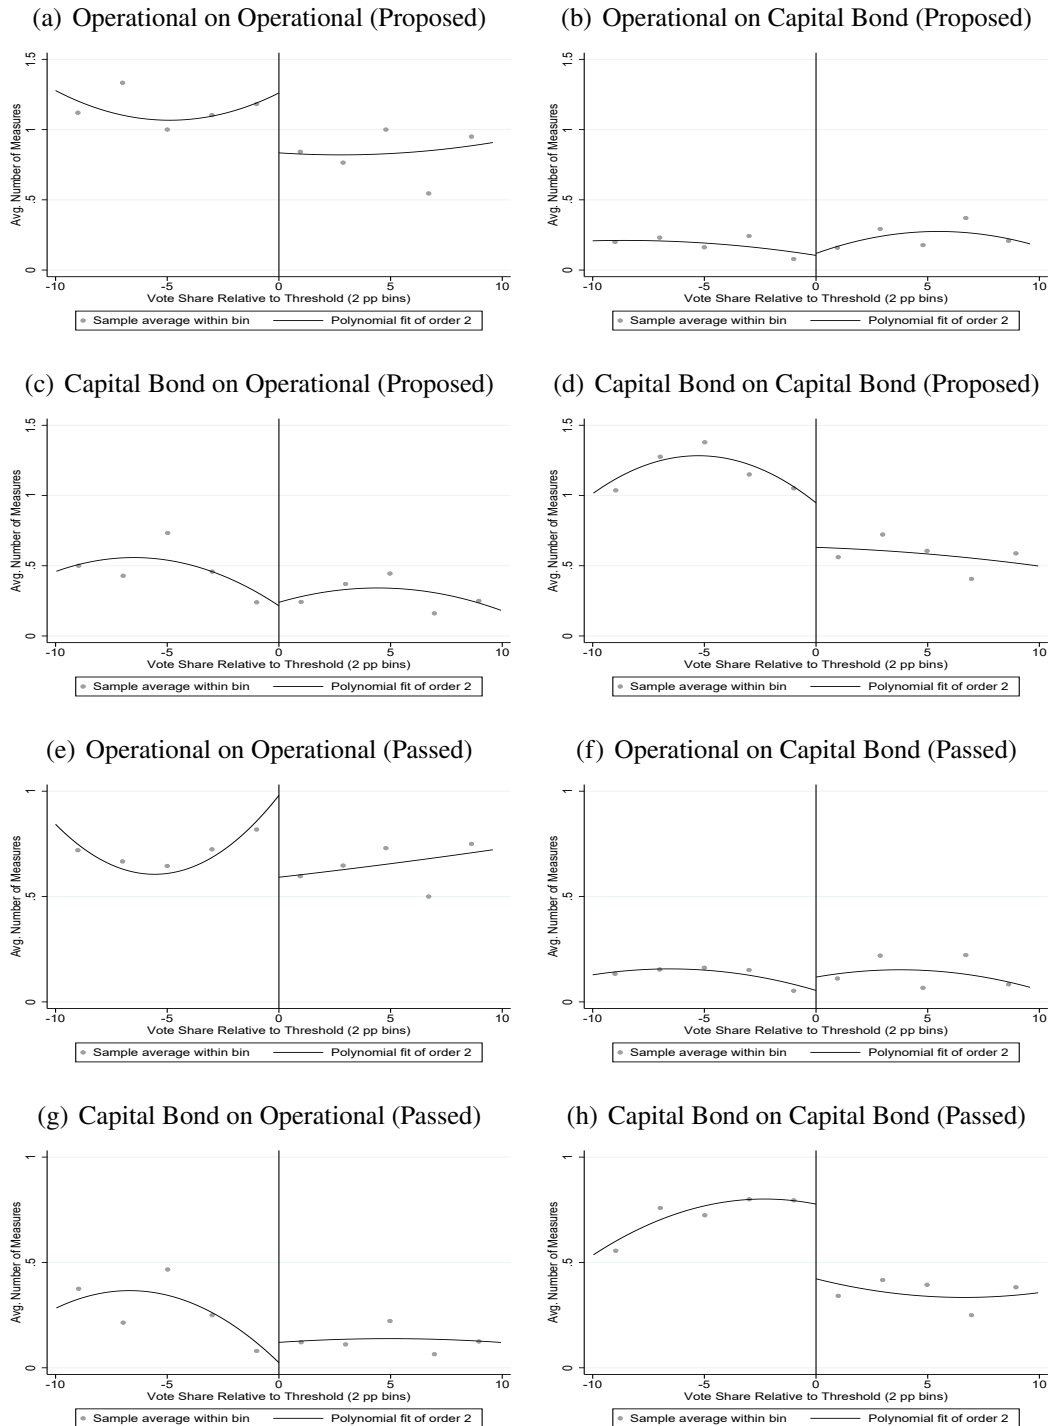 (a) Operational on Operational (Proposed)
Avg. Number of Measures
0 .5 1 1.5
-10 -5 0 5 10
Vote Share Relative to Threshold (2 pp bins)
Sample average within bin Polynomial fit of order 2
(b) Operational on Capital Bond (Proposed)
Avg. Number of Measures
0 .5 1 1.5
-10 -5 0 5 10
Vote Share Relative to Threshold (2 pp bins)
Sample average within bin Polynomial fit of order 2
(c) Capital Bond on Operational (Proposed)
Avg. Number of Measures
0 .5 1 1.5
-10 -5 0 5 10
Vote Share Relative to Threshold (2 pp bins)
Sample average within bin Polynomial fit of order 2
(d) Capital Bond on Capital Bond (Proposed)
Avg. Number of Measures
0 .5 1 1.5
-10 -5 0 5 10
Vote Share Relative to Threshold (2 pp bins)
Sample average within bin Polynomial fit of order 2
(e) Operational on Operational (Passed)
Avg. Number of Measures
0 .5 1
-10 -5 0 5 10
Vote Share Relative to Threshold (2 pp bins)
Sample average within bin Polynomial fit of order 2
(f) Operational on Capital Bond (Passed)
Avg. Number of Measures
0 .5 1
-10 -5 0 5 10
Vote Share Relative to Threshold (2 pp bins)
Sample average within bin Polynomial fit of order 2
(g) Capital Bond on Operational (Passed)
Avg. Number of Measures
0 .5 1
-10 -5 0 5 10
Vote Share Relative to Threshold (2 pp bins)
Sample average within bin Polynomial fit of order 2
(h) Capital Bond on Capital Bond (Passed)
Avg. Number of Measures
0 .5 1
-10 -5 0 5 10
Vote Share Relative to Threshold (2 pp bins)
Sample average within bin Polynomial fit of order 2